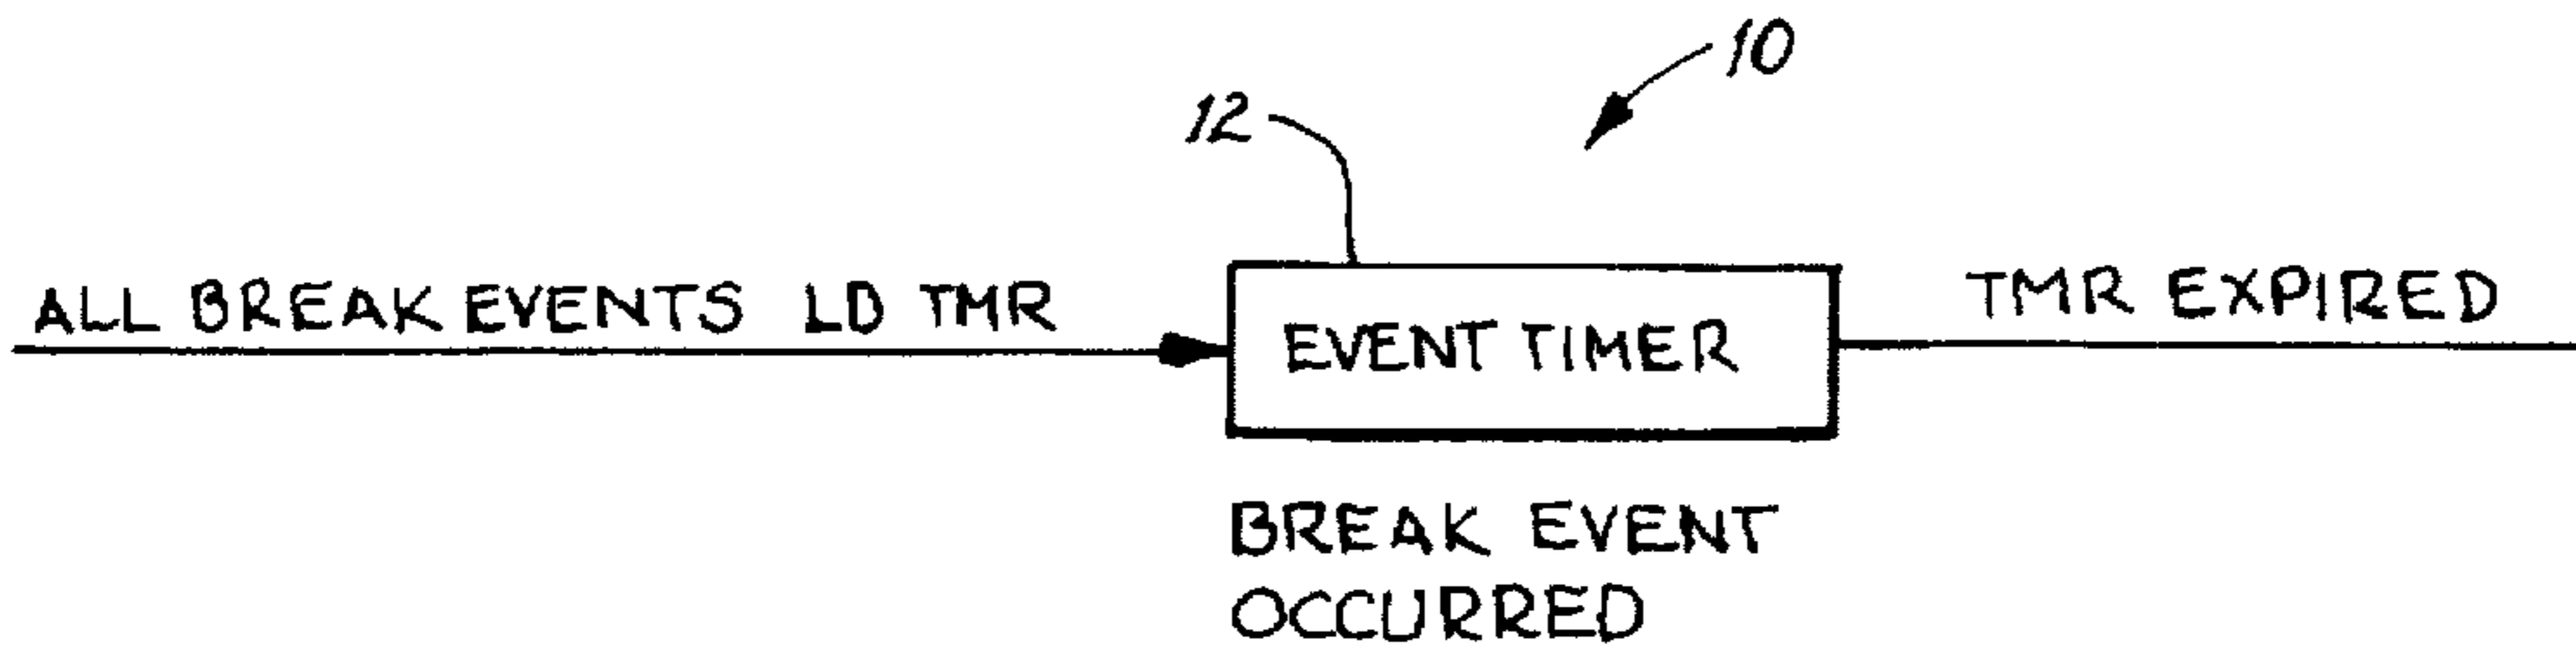 10
12
ALL BREAK EVENTS LD TMR
EVENT TIMER
TMR EXPIRED
BREAK EVENT
OCCURRED